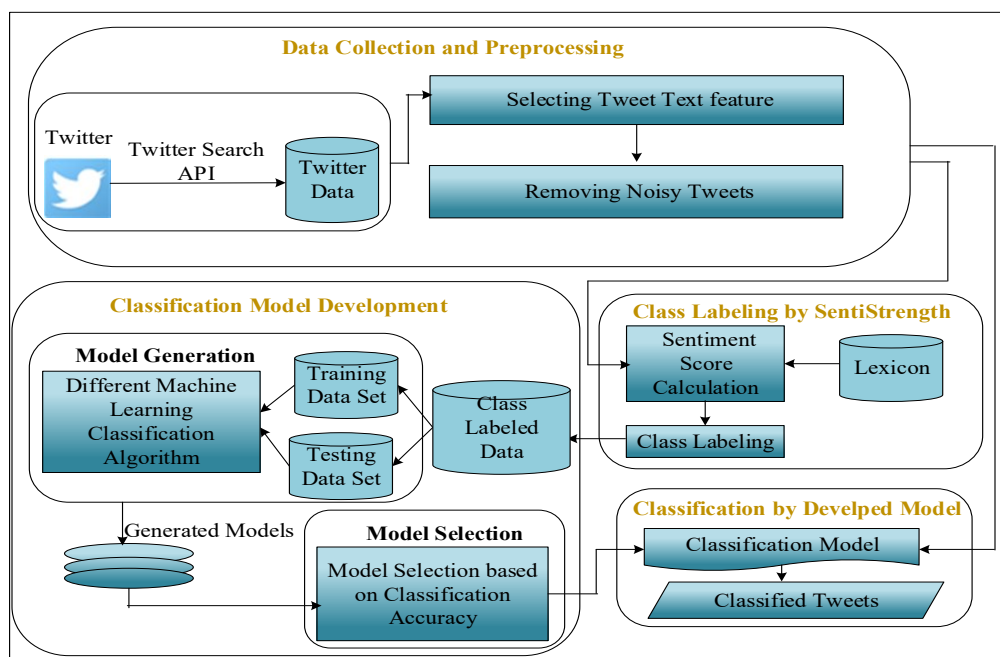 Data Collection and Preprocessing
Twitter
Twitter Search
API
Twitter
Data
Selecting Tweet Text feature
Removing Noisy Tweets
Classification Model Development
Model Generation
Different Machine
Learning
Classification
Algorithm
Training
Data Set
Testing
Data Set
Class
Labeled
Data
Generated Models
Model Selection
Model Selection based
on Classification
Accuracy
Class Labeling by SentiStrength
Sentiment
Score
Calculation
Lexicon
Class Labeling
Classification by Develped Model
Classification Model
Classified Tweets